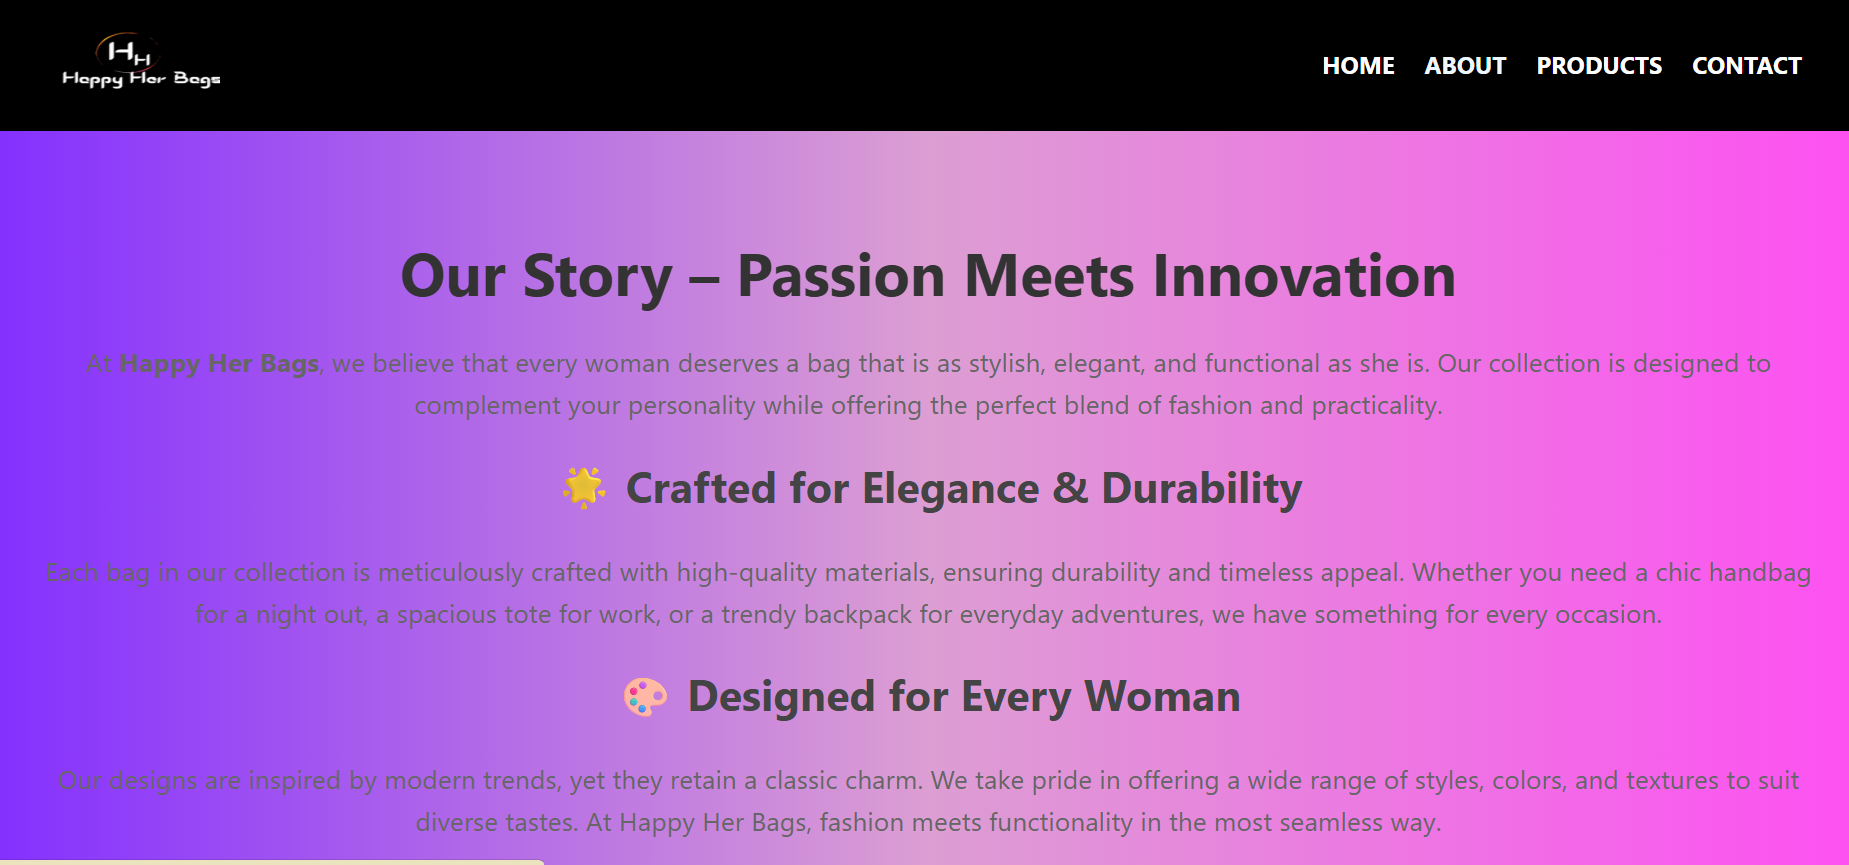 HH
Happy Her Bags
HOME ABOUT PRODUCTS CONTACT
Our Story – Passion Meets Innovation
At Happy Her Bags, we believe that every woman deserves a bag that is as stylish, elegant, and functional as she is. Our collection is designed to
complement your personality while offering the perfect blend of fashion and practicality.
🌟 Crafted for Elegance & Durability
Each bag in our collection is meticulously crafted with high-quality materials, ensuring durability and timeless appeal. Whether you need a chic handbag
for a night out, a spacious tote for work, or a trendy backpack for everyday adventures, we have something for every occasion.
🎨 Designed for Every Woman
Our designs are inspired by modern trends, yet they retain a classic charm. We take pride in offering a wide range of styles, colors, and textures to suit
diverse tastes. At Happy Her Bags, fashion meets functionality in the most seamless way.